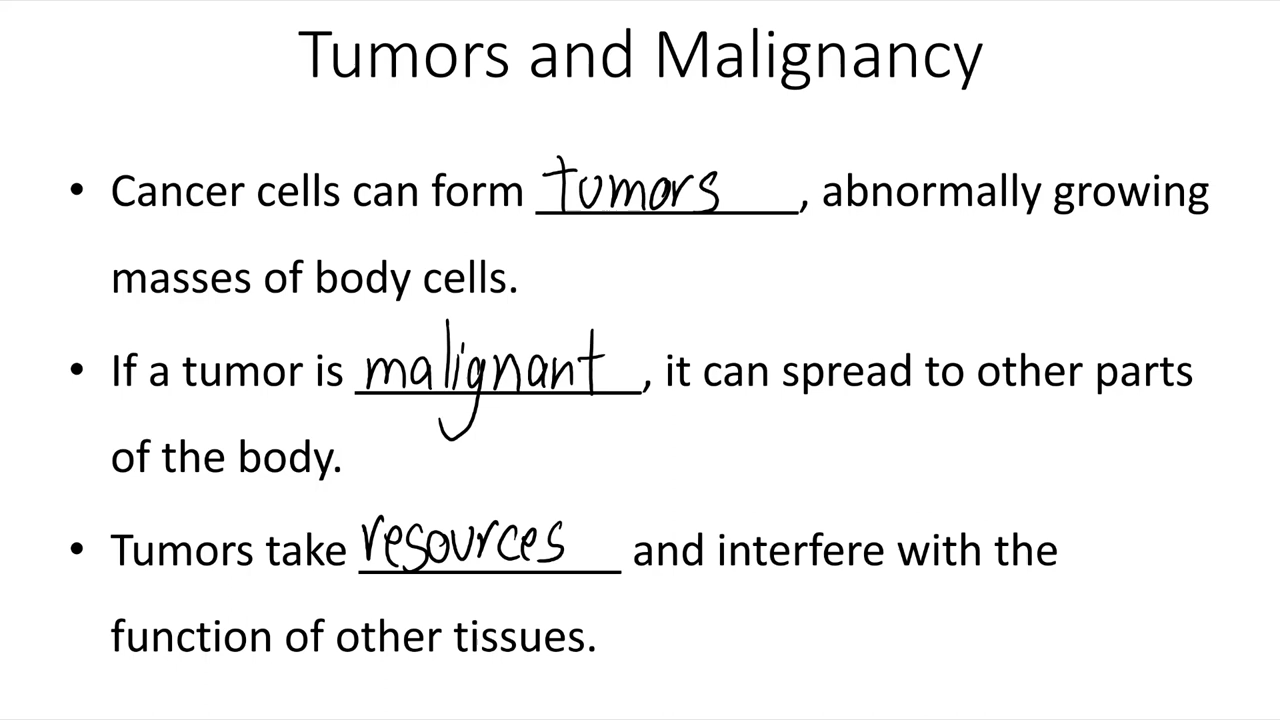 Tumors and Malignancy
• Cancer cells can form tumors, abnormally growing
masses of body cells.
• If a tumor is malignant, it can spread to other parts
of the body.
• Tumors take resources and interfere with the
function of other tissues.